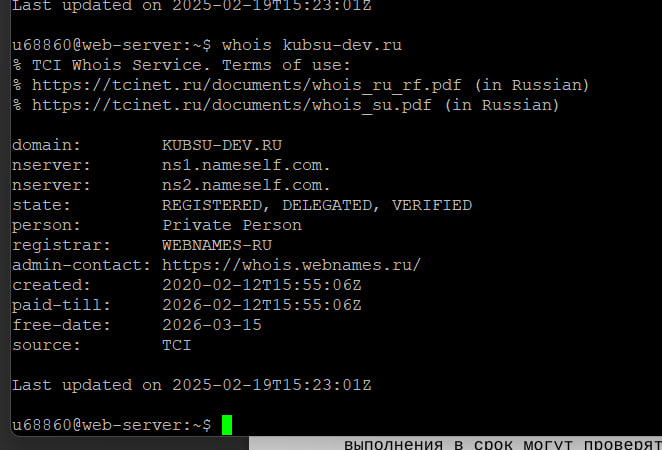 Last updated on 2025-02-19T15:23:01Z
u68860@web-server:~$ whois kubsu-dev.ru
% TCI Whois Service. Terms of use:
% https://tcinet.ru/documents/whois_ru_rf.pdf (in Russian)
% https://tcinet.ru/documents/whois_su.pdf (in Russian)
domain: KUBSU-DEV.RU
nserver: ns1.nameself.com.
nserver: ns2.nameself.com.
state: REGISTERED, DELEGATED, VERIFIED
person: Private Person
registrar: WEBNAMES-RU
admin-contact: https://whois.webnames.ru/
created: 2020-02-12T15:55:06Z
paid-till: 2026-02-12T15:55:06Z
free-date: 2026-03-15
source: TCI
Last updated on 2025-02-19T15:23:01Z
u68860@web-server:~$
выполнения в срок могут проверят